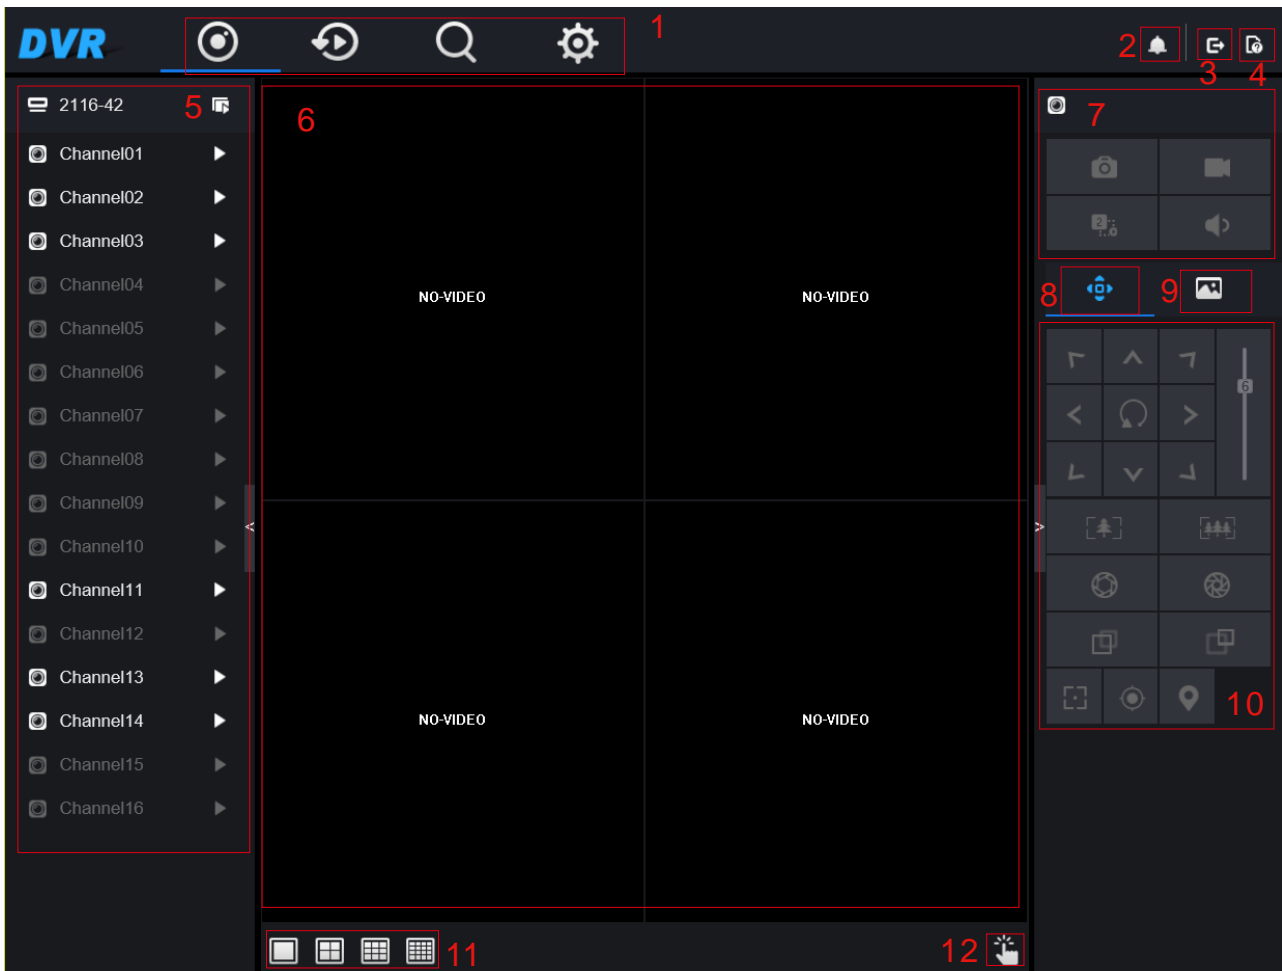 DVR
1
2
3
4
2116-42
5
Channel01
Channel02
Channel03
Channel04
Channel05
Channel06
Channel07
Channel08
Channel09
Channel10
Channel11
Channel12
Channel13
Channel14
Channel15
Channel16
<
6
NO-VIDEO NO-VIDEO
NO-VIDEO NO-VIDEO
7
2
8
9
6
>
10
11
12